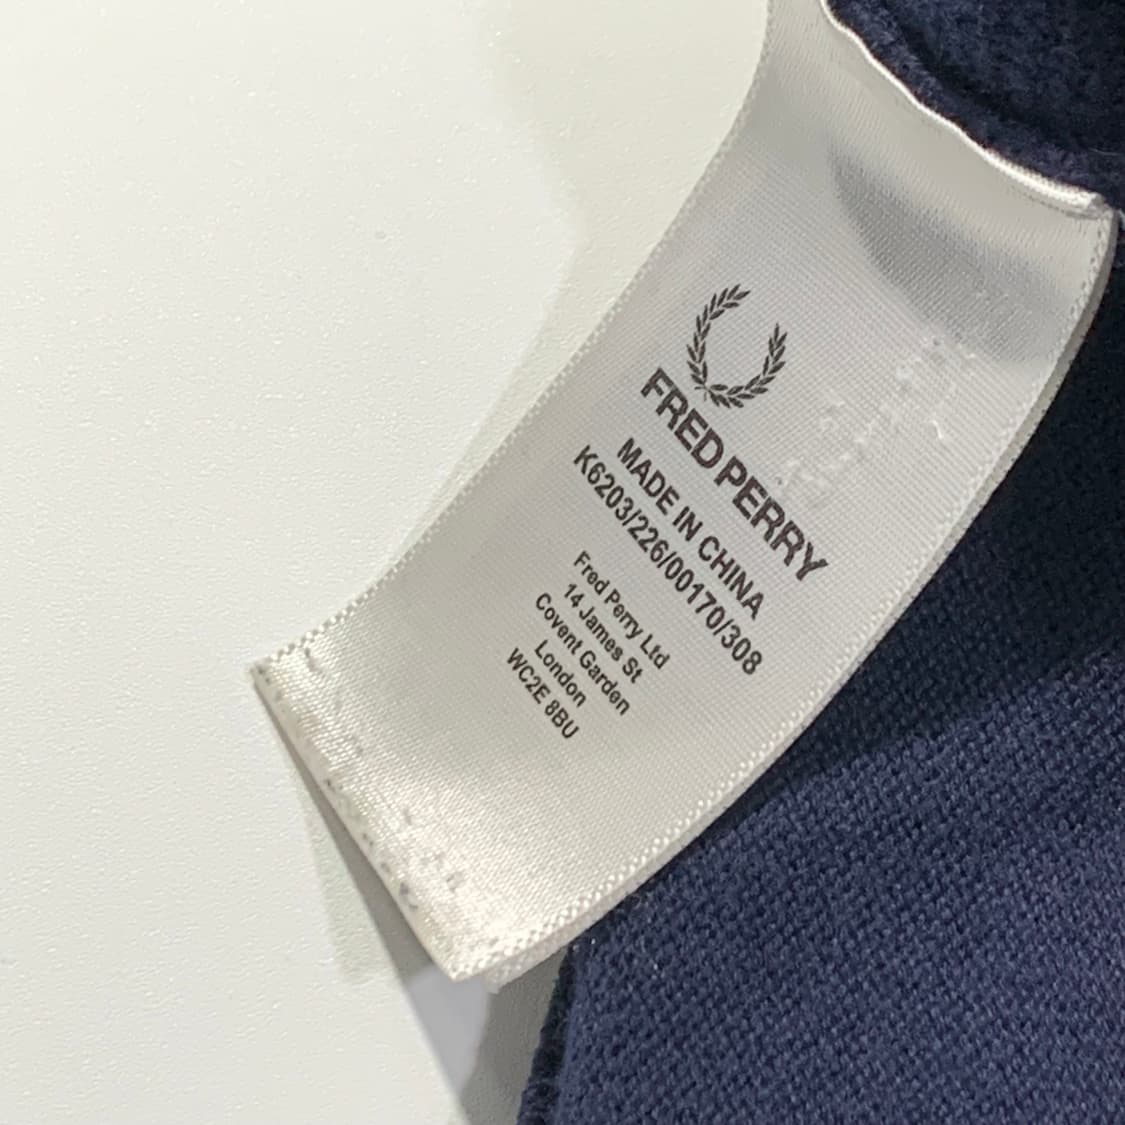 FRED PERRY
MADE IN CHINA
K6203/226/00170/308
Fred Perry Ltd
14 James St
Covent Garden
London
WC2E 8BU